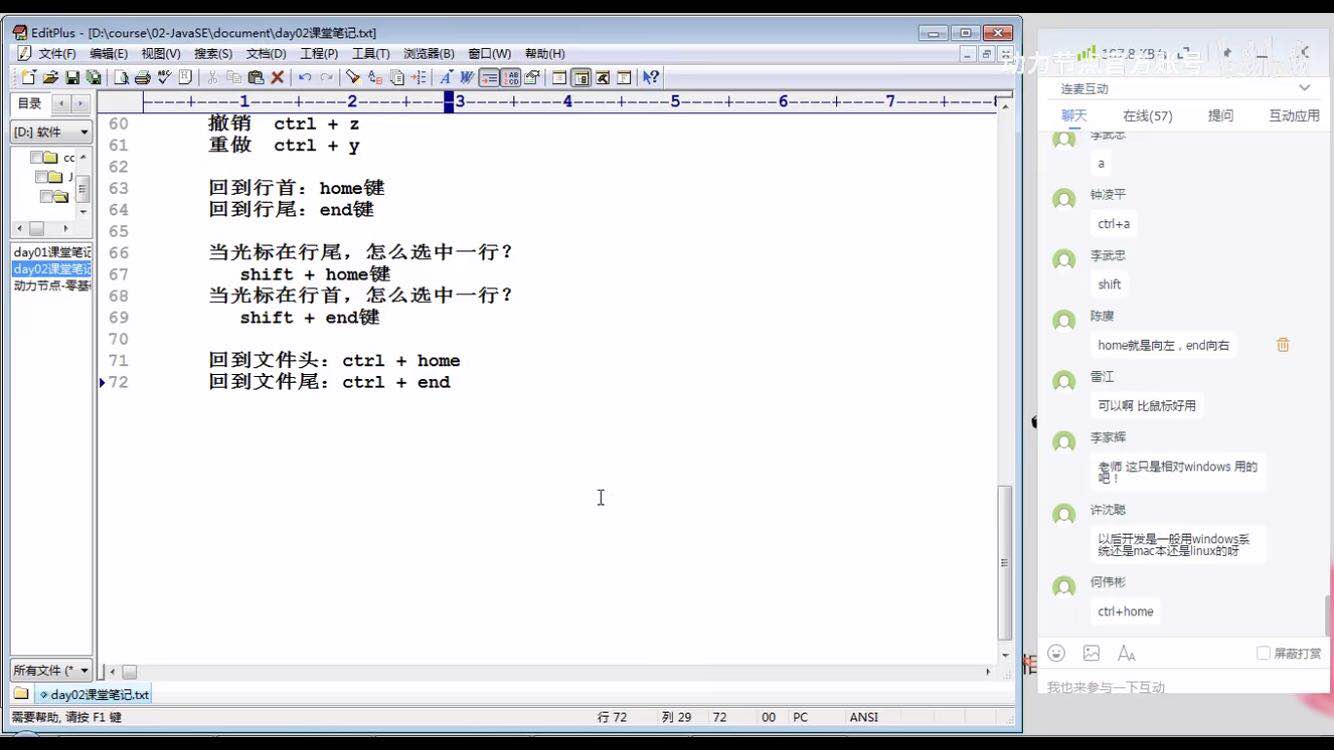 EditPlus - [D:\course\02-JavaSE\document\day02课堂笔记.txt]
文件(F) 编辑(E) 视图(V) 搜索(S) 文档(D) 工程(P) 工具(T) 浏览器(B) 窗口(W) 帮助(H)
目录
[D:] 软件
cc
J
day01课堂笔记
day02课堂笔记
动力节点-零基础
所有文件 (*
----+----1----+----2----+----3----+----4----+----5----+----6----+----7----+----
60 撤销 ctrl + z
61 重做 ctrl + y
62
63 回到行首：home键
64 回到行尾：end键
65
66 当光标在行尾，怎么选中一行？
67 shift + home键
68 当光标在行首，怎么选中一行？
69 shift + end键
70
71 回到文件头：ctrl + home
72 回到文件尾：ctrl + end
day02课堂笔记.txt
需要帮助, 请按 F1 键 行 72 列 29 72 00 PC ANSI
动力节点官方账号
连麦互动
聊天 在线(57) 提问 互动应用
李武忠
a
钟凌平
ctrl+a
李武忠
shift
陈赓
home就是向左，end向右
雷江
可以啊 比鼠标好用
李家辉
老师 这只是相对windows 用的
吧！
许沈聪
以后开发是一般用windows系
统还是mac本还是linux的呀
何伟彬
ctrl+home
屏蔽打赏
我也来参与一下互动